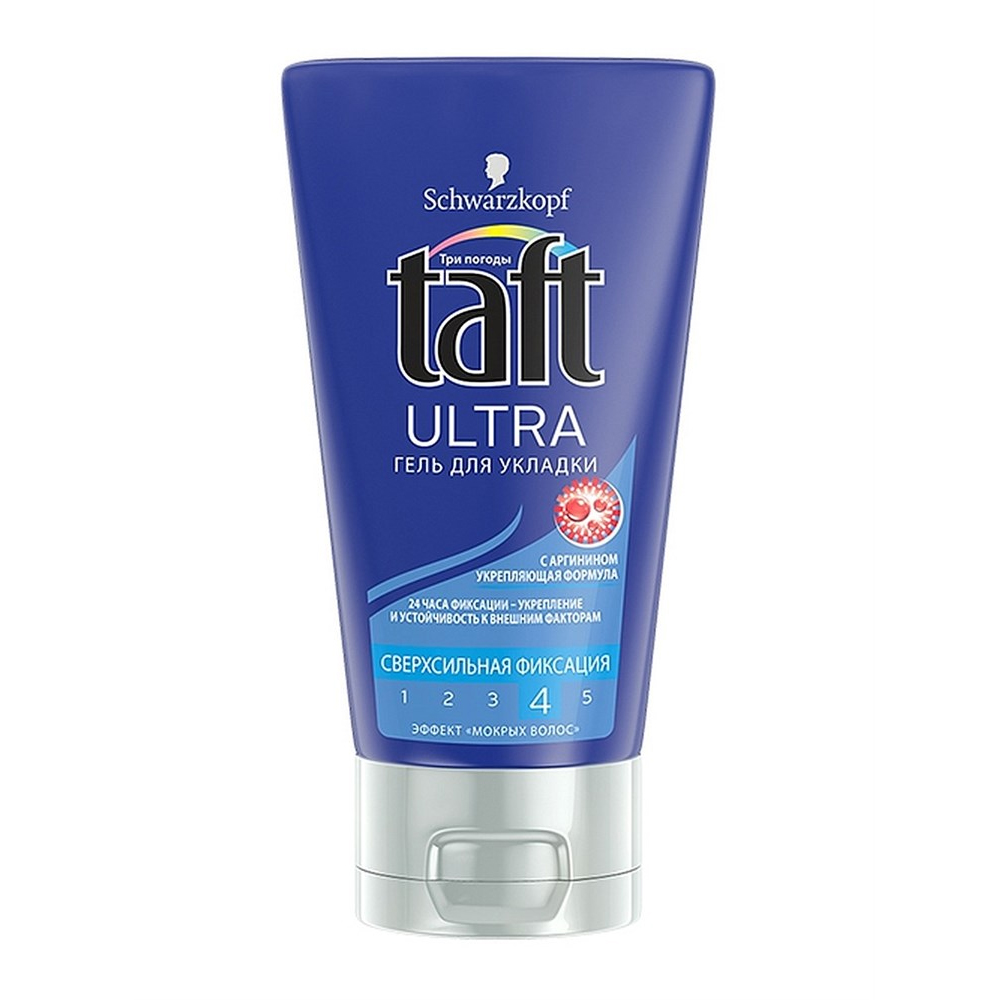 Schwarzkopf
Три погоды
taft
ULTRA
ГЕЛЬ ДЛЯ УКЛАДКИ
С АРГИНИНОМ
УКРЕПЛЯЮЩАЯ ФОРМУЛА
24 ЧАСА ФИКСАЦИИ – УКРЕПЛЕНИЕ
И УСТОЙЧИВОСТЬ К ВНЕШНИМ ФАКТОРАМ
СВЕРХСИЛЬНАЯ ФИКСАЦИЯ
1 2 3 4 5
ЭФФЕКТ «МОКРЫХ ВОЛОС»